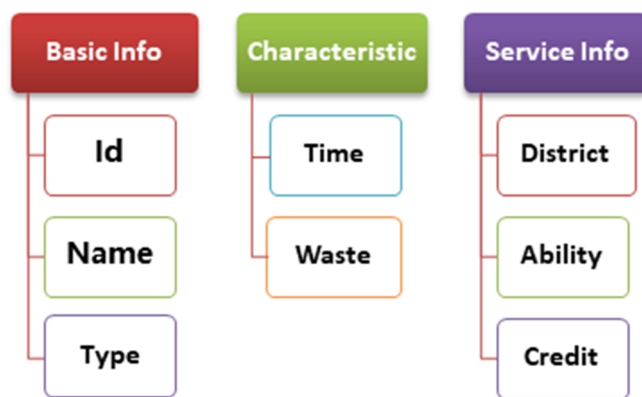 Basic Info
Id
Name
Type
Characteristic
Time
Waste
Service Info
District
Ability
Credit